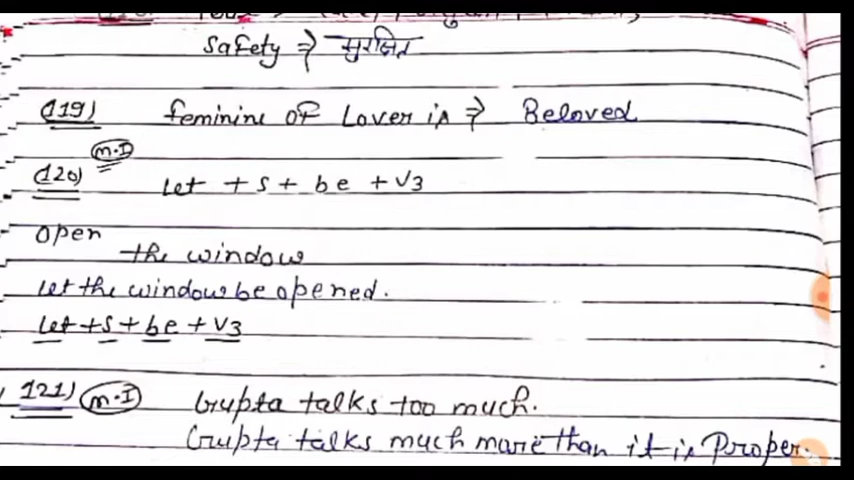 Safety ⇒ सुरक्षित
119) feminine of Lover is ⇒ Beloved
m.I
120) Let + s + be + v3
open the window
Let the window be opened.
Let + s + be + v3
121) m.I Gupta talks too much.
Gupta talks much more than it is Proper.